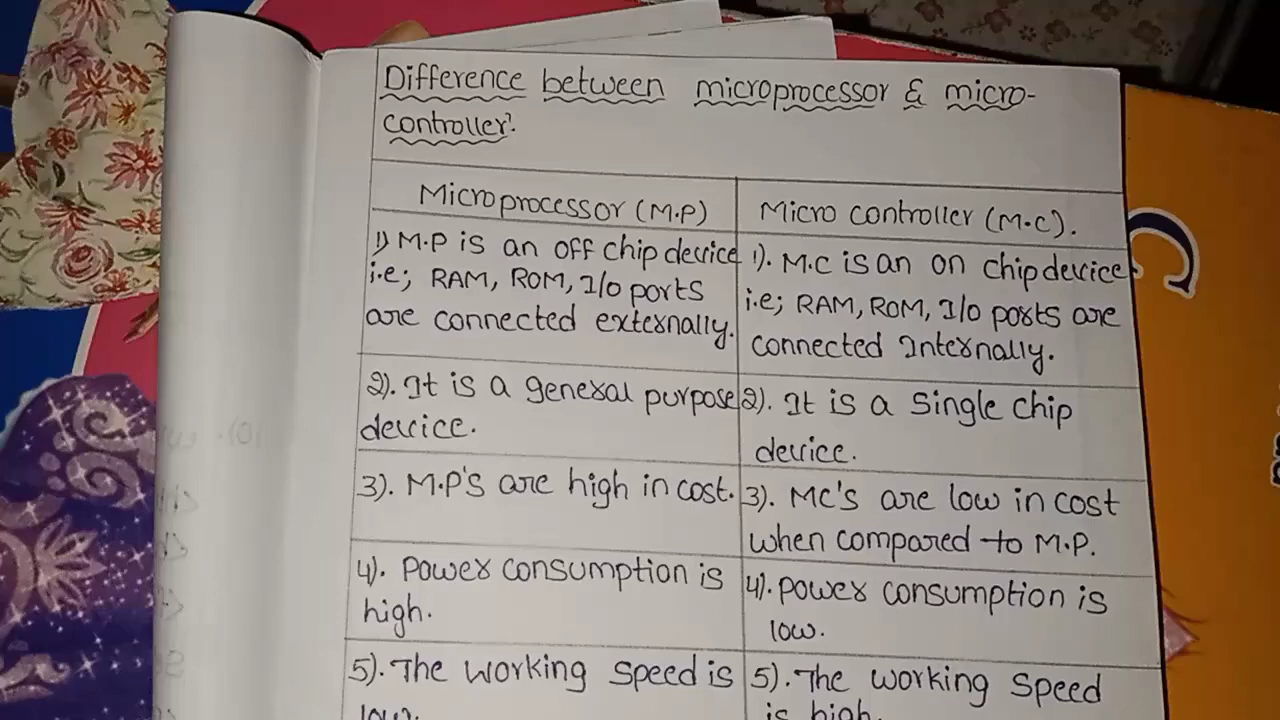 Difference between microprocessor & micro-
controller:
Microprocessor (M.P)
Micro controller (M.C).
1) M.P is an off chip device
i.e; RAM, ROM, I/o ports
are connected externally.
1). M.C is an on chip device
i.e; RAM, ROM, I/o ports are
connected Internally.
2). It is a general purpose
device.
2). It is a Single chip
device.
3). M.P's are high in cost.
3). MC's are low in cost
when compared to M.P.
4). Power consumption is
high.
4). power consumption is
low.
5). The working speed is
low.
5). The working speed
is high.
C